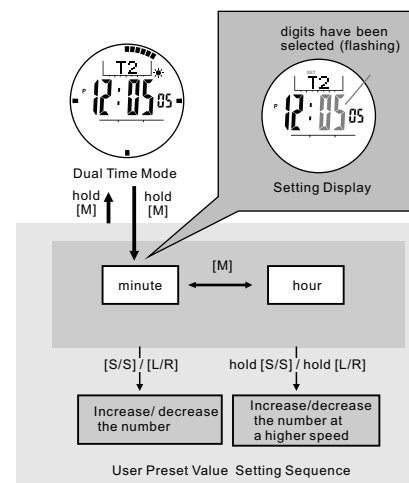 digits have been
selected (flashing)
T2
P 12:05 05
Dual Time Mode
SET
T2
P 12:05 05
Setting Display
hold
[M]
hold
[M]
minute
[M]
hour
[S/S] / [L/R]
hold [S/S] / hold [L/R]
Increase/ decrease
the number
Increase/decrease
the number at
a higher speed
User Preset Value Setting Sequence